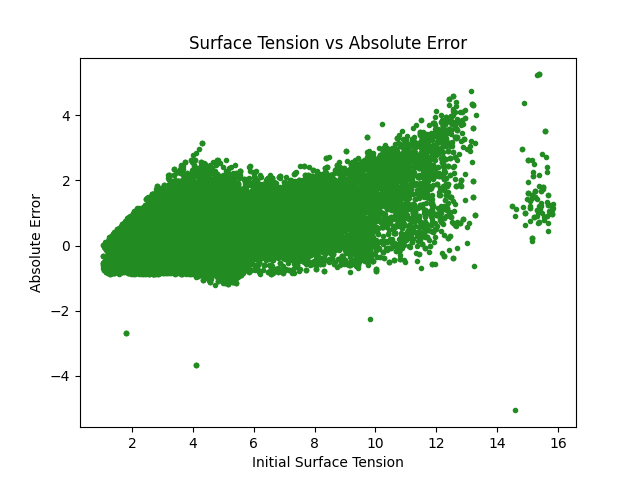 Surface Tension vs Absolute Error
Absolute Error
4
2
0
−2
−4
2 4 6 8 10 12 14 16
Initial Surface Tension